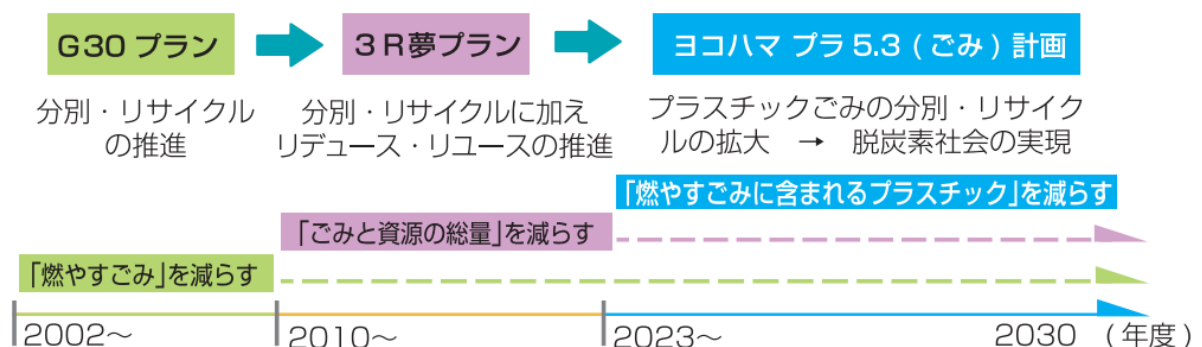 G30 プラン
3R夢プラン
ヨコハマ プラ 5.3 (ごみ) 計画
分別・リサイクル
の推進
分別・リサイクルに加え
リデュース・リユースの推進
プラスチックごみの分別・リサイク
ルの拡大　→　脱炭素社会の実現
「燃やすごみに含まれるプラスチック」を減らす
「ごみと資源の総量」を減らす
「燃やすごみ」を減らす
2002～
2010～
2023～
2030 (年度)